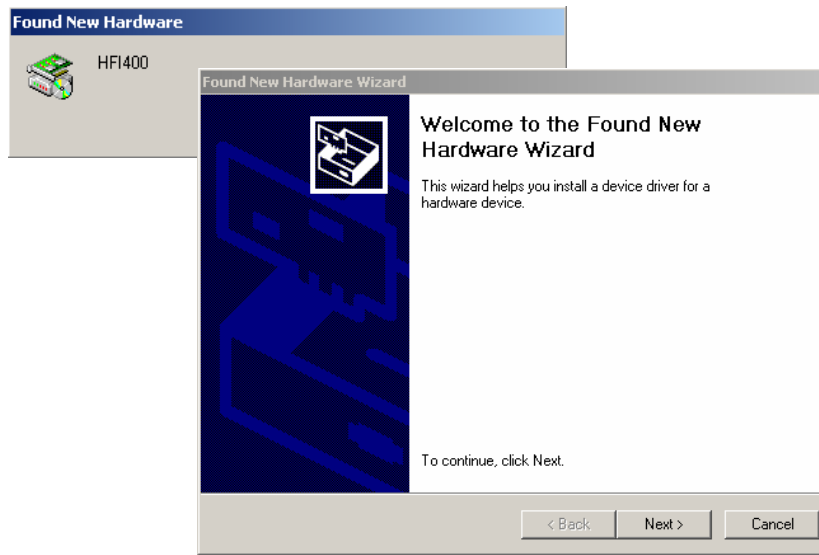 Found New Hardware
HFI400
Found New Hardware Wizard
Welcome to the Found New
Hardware Wizard
This wizard helps you install a device driver for a
hardware device.
To continue, click Next.
< Back
Next >
Cancel